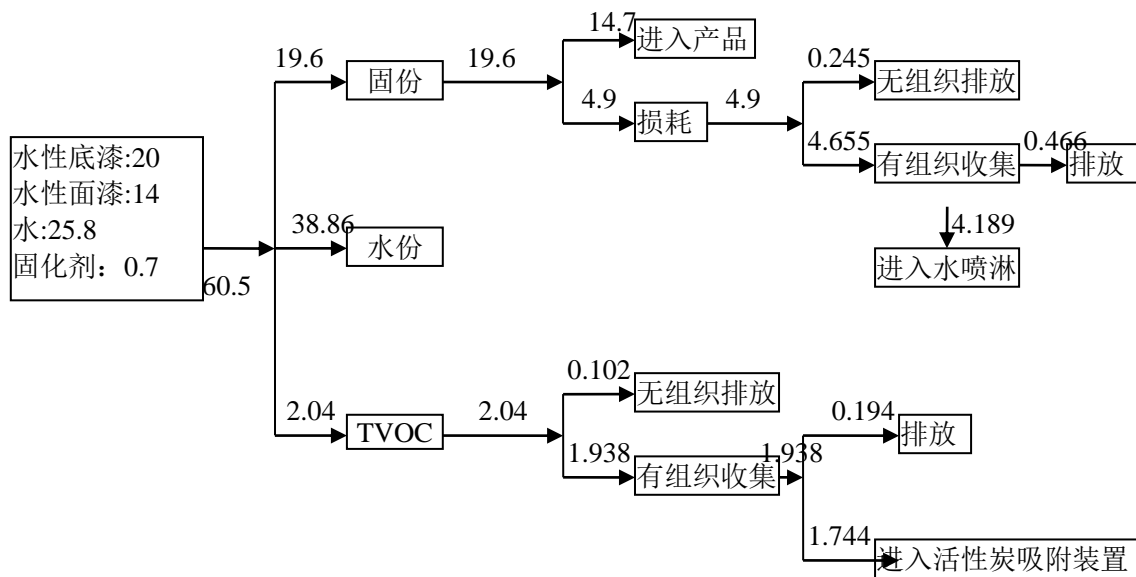 14.7
进入产品
19.6
固份
19.6
0.245
无组织排放
4.9
损耗
4.9
4.655
有组织收集
0.466
排放
水性底漆:20
水性面漆:14
水:25.8
固化剂：0.7
60.5
38.86
水份
4.189
进入水喷淋
0.102
无组织排放
2.04
TVOC
2.04
0.194
排放
1.938
有组织收集
1.938
1.744
进入活性炭吸附装置